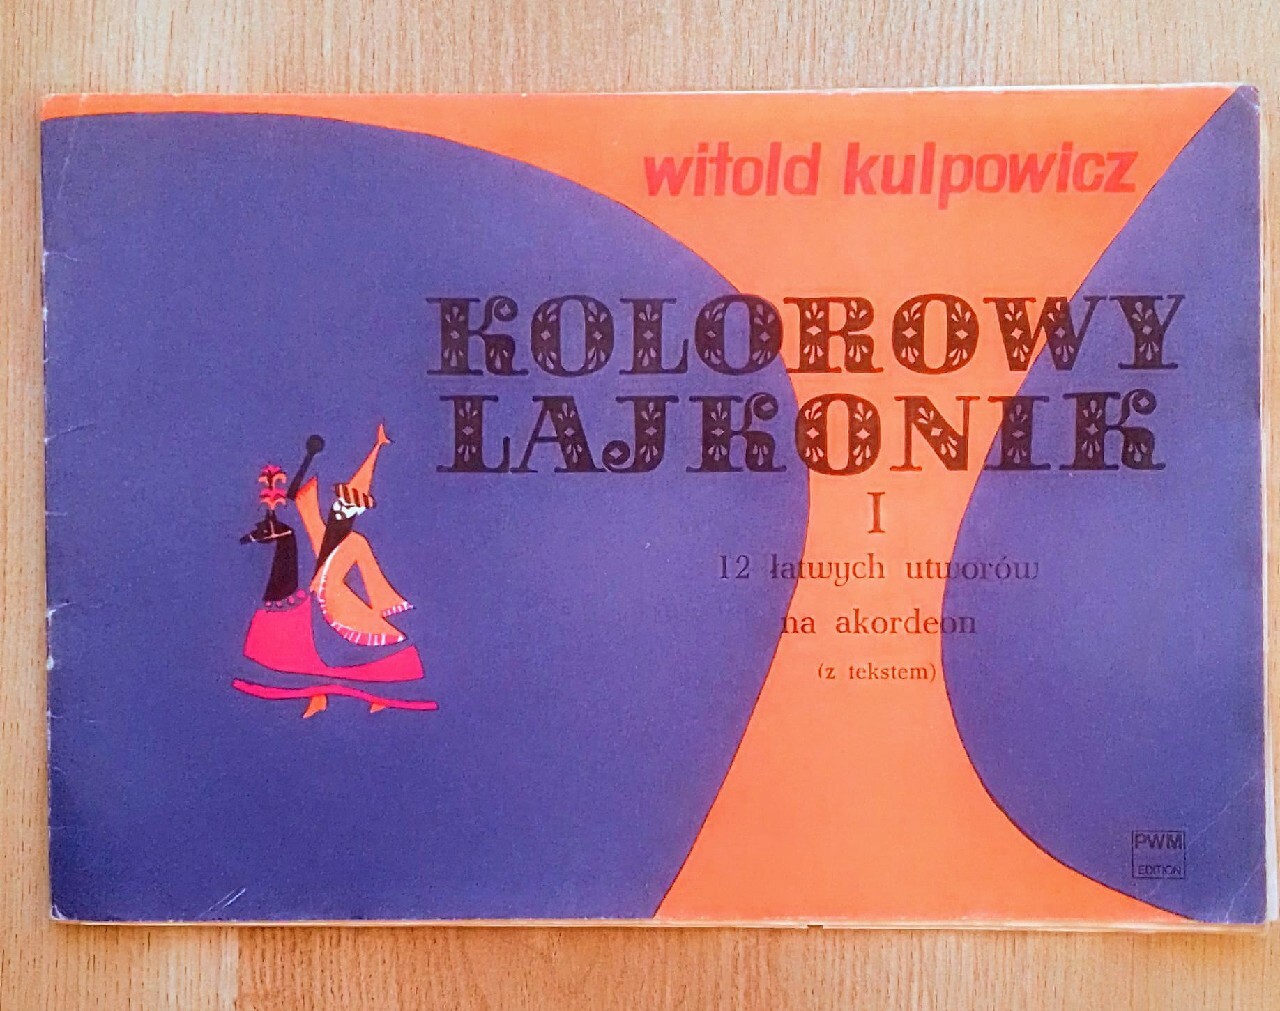 witold kulpowicz
KOLOROWY
LAJKONIK
I
12 łatwych utworów
na akordeon
(z tekstem)
PWM
EDITION